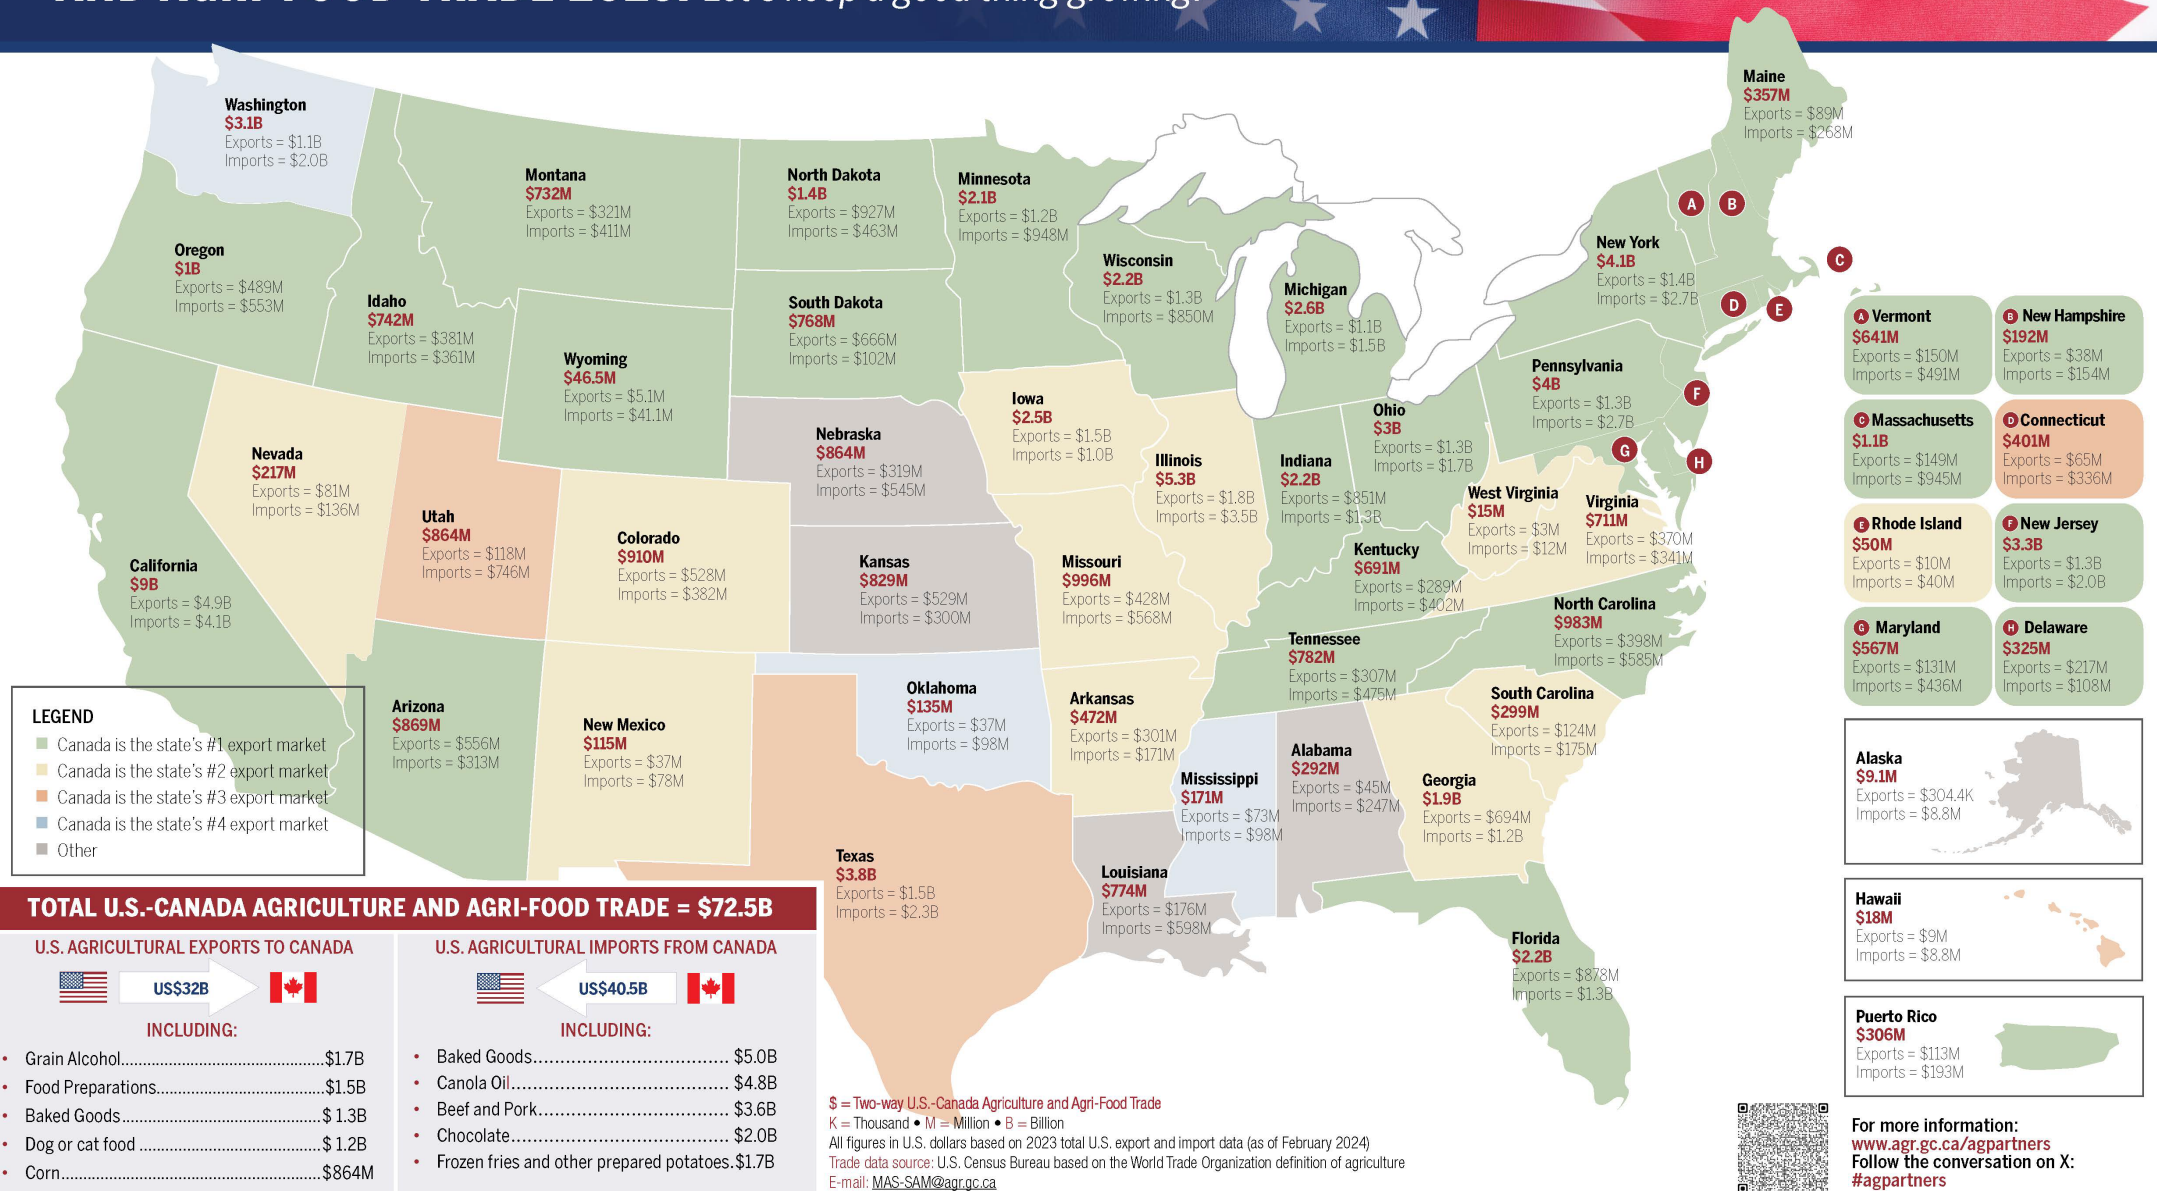 AND AGRI-FOOD TRADE 2023: Let's keep a good thing growing!
Washington
$3.1B
Exports = $1.1B
Imports = $2.0B
Oregon
$1B
Exports = $489M
Imports = $553M
Idaho
$742M
Exports = $381M
Imports = $361M
Montana
$732M
Exports = $321M
Imports = $411M
Wyoming
$46.5M
Exports = $5.1M
Imports = $41.1M
North Dakota
$1.4B
Exports = $927M
Imports = $463M
South Dakota
$768M
Exports = $666M
Imports = $102M
Minnesota
$2.1B
Exports = $1.2B
Imports = $948M
Wisconsin
$2.2B
Exports = $1.3B
Imports = $850M
Michigan
$2.6B
Exports = $1.1B
Imports = $1.5B
New York
$4.1B
Exports = $1.4B
Imports = $2.7B
Maine
$357M
Exports = $89M
Imports = $268M
A
B
C
D
E
F
G
H
Pennsylvania
$4B
Exports = $1.3B
Imports = $2.7B
Ohio
$3B
Exports = $1.3B
Imports = $1.7B
Indiana
$2.2B
Exports = $851M
Imports = $1.3B
Illinois
$5.3B
Exports = $1.8B
Imports = $3.5B
Iowa
$2.5B
Exports = $1.5B
Imports = $1.0B
Nebraska
$864M
Exports = $319M
Imports = $545M
Nevada
$217M
Exports = $81M
Imports = $136M
Utah
$864M
Exports = $118M
Imports = $746M
Colorado
$910M
Exports = $528M
Imports = $382M
Kansas
$829M
Exports = $529M
Imports = $300M
Missouri
$996M
Exports = $428M
Imports = $568M
Kentucky
$691M
Exports = $289M
Imports = $402M
West Virginia
$15M
Exports = $3M
Imports = $12M
Virginia
$711M
Exports = $370M
Imports = $341M
North Carolina
$983M
Exports = $398M
Imports = $585M
Tennessee
$782M
Exports = $307M
Imports = $475M
South Carolina
$299M
Exports = $124M
Imports = $175M
California
$9B
Exports = $4.9B
Imports = $4.1B
Arizona
$869M
Exports = $556M
Imports = $313M
New Mexico
$115M
Exports = $37M
Imports = $78M
Oklahoma
$135M
Exports = $37M
Imports = $98M
Arkansas
$472M
Exports = $301M
Imports = $171M
Mississippi
$171M
Exports = $73M
Imports = $98M
Alabama
$292M
Exports = $45M
Imports = $247M
Georgia
$1.9B
Exports = $694M
Imports = $1.2B
Texas
$3.8B
Exports = $1.5B
Imports = $2.3B
Louisiana
$774M
Exports = $176M
Imports = $598M
Florida
$2.2B
Exports = $878M
Imports = $1.3B
A Vermont
$641M
Exports = $150M
Imports = $491M
B New Hampshire
$192M
Exports = $38M
Imports = $154M
C Massachusetts
$1.1B
Exports = $149M
Imports = $945M
D Connecticut
$401M
Exports = $65M
Imports = $336M
E Rhode Island
$50M
Exports = $10M
Imports = $40M
F New Jersey
$3.3B
Exports = $1.3B
Imports = $2.0B
G Maryland
$567M
Exports = $131M
Imports = $436M
H Delaware
$325M
Exports = $217M
Imports = $108M
Alaska
$9.1M
Exports = $304.4K
Imports = $8.8M
Hawaii
$18M
Exports = $9M
Imports = $8.8M
Puerto Rico
$306M
Exports = $113M
Imports = $193M
LEGEND
Canada is the state's #1 export market
Canada is the state's #2 export market
Canada is the state's #3 export market
Canada is the state's #4 export market
Other
TOTAL U.S.-CANADA AGRICULTURE AND AGRI-FOOD TRADE = $72.5B
U.S. AGRICULTURAL EXPORTS TO CANADA
US$32B
INCLUDING:
• Grain Alcohol..........$1.7B
• Food Preparations..........$1.5B
• Baked Goods..........$ 1.3B
• Dog or cat food ..........$ 1.2B
• Corn..........$864M
U.S. AGRICULTURAL IMPORTS FROM CANADA
US$40.5B
INCLUDING:
• Baked Goods.......... $5.0B
• Canola Oil.......... $4.8B
• Beef and Pork.......... $3.6B
• Chocolate.......... $2.0B
• Frozen fries and other prepared potatoes.$1.7B
$ = Two-way U.S.-Canada Agriculture and Agri-Food Trade
K = Thousand • M = Million • B = Billion
All figures in U.S. dollars based on 2023 total U.S. export and import data (as of February 2024)
Trade data source: U.S. Census Bureau based on the World Trade Organization definition of agriculture
E-mail: MAS-SAM@agr.gc.ca
For more information:
www.agr.gc.ca/agpartners
Follow the conversation on X:
#agpartners